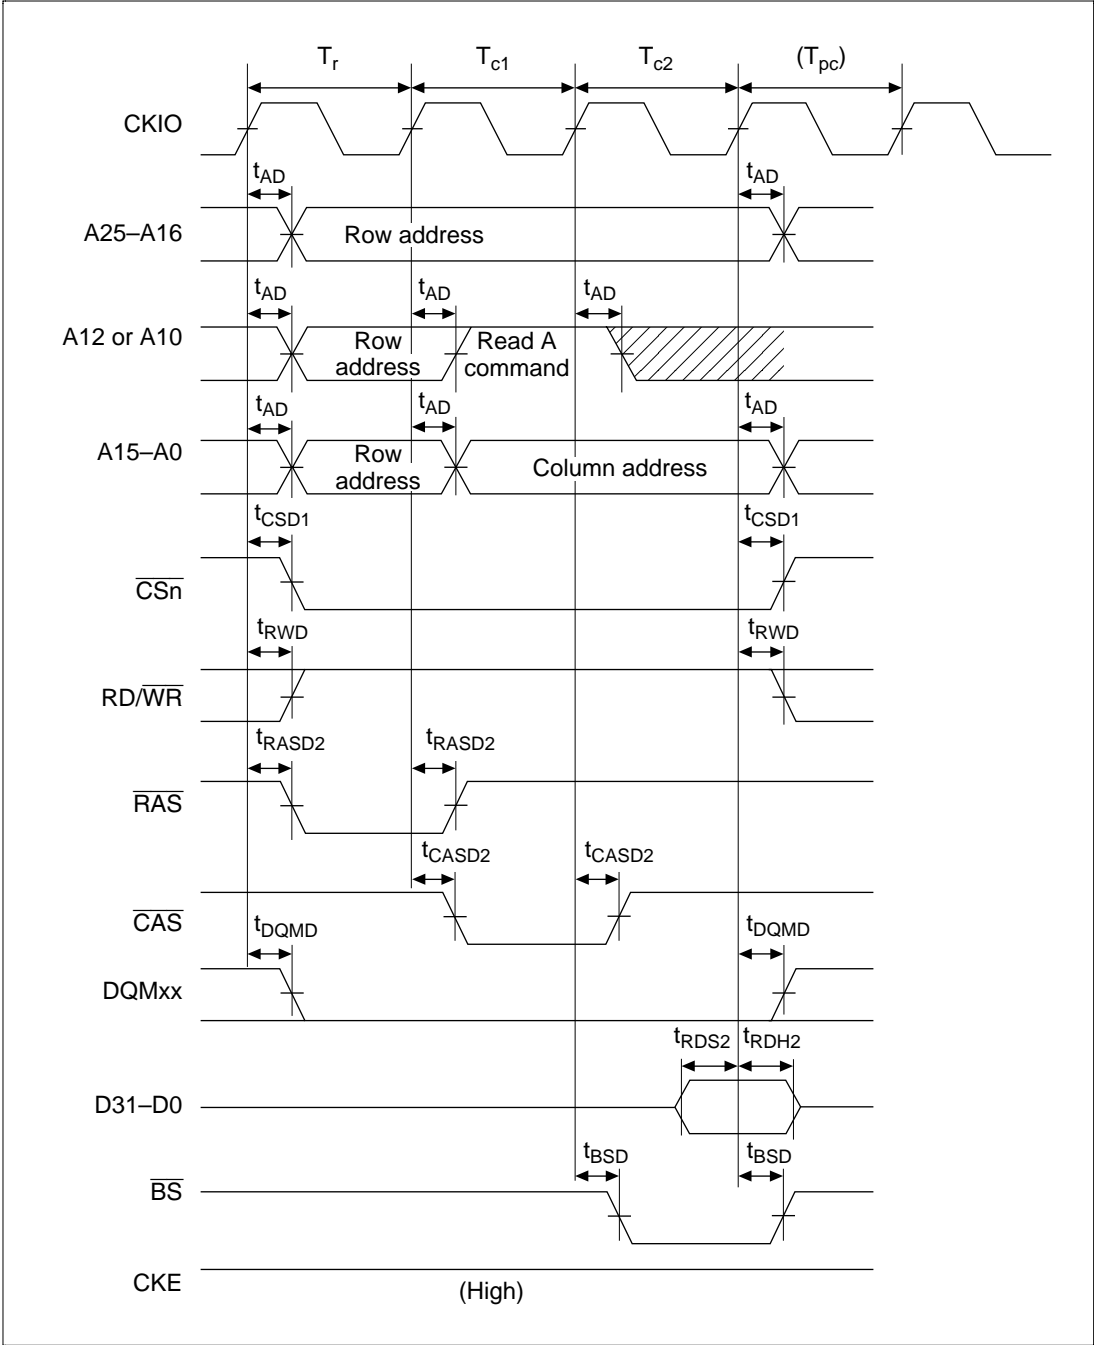 Tr Tc1 Tc2 (Tpc)
CKIO
tAD tAD
A25–A16 Row address
tAD tAD tAD
A12 or A10 Row address Read A command
tAD tAD tAD
A15–A0 Row address Column address
tCSD1 tCSD1
CSn
tRWD tRWD
RD/WR
tRASD2 tRASD2
RAS
tCASD2 tCASD2
CAS
tDQMD tDQMD
DQMxx
tRDS2 tRDH2
D31–D0
tBSD tBSD
BS
CKE (High)